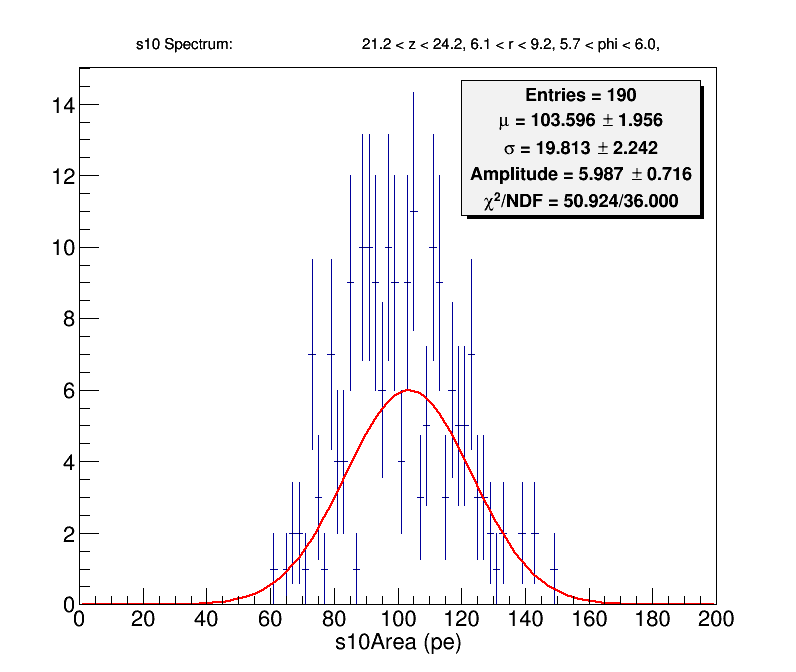 s10 Spectrum: 21.2 < z < 24.2, 6.1 < r < 9.2, 5.7 < phi < 6.0,
Entries = 190
μ = 103.596 ± 1.956
σ = 19.813 ± 2.242
Amplitude = 5.987 ± 0.716
χ²/NDF = 50.924/36.000
14
12
10
8
6
4
2
0
0 20 40 60 80 100 120 140 160 180 200
s10Area (pe)